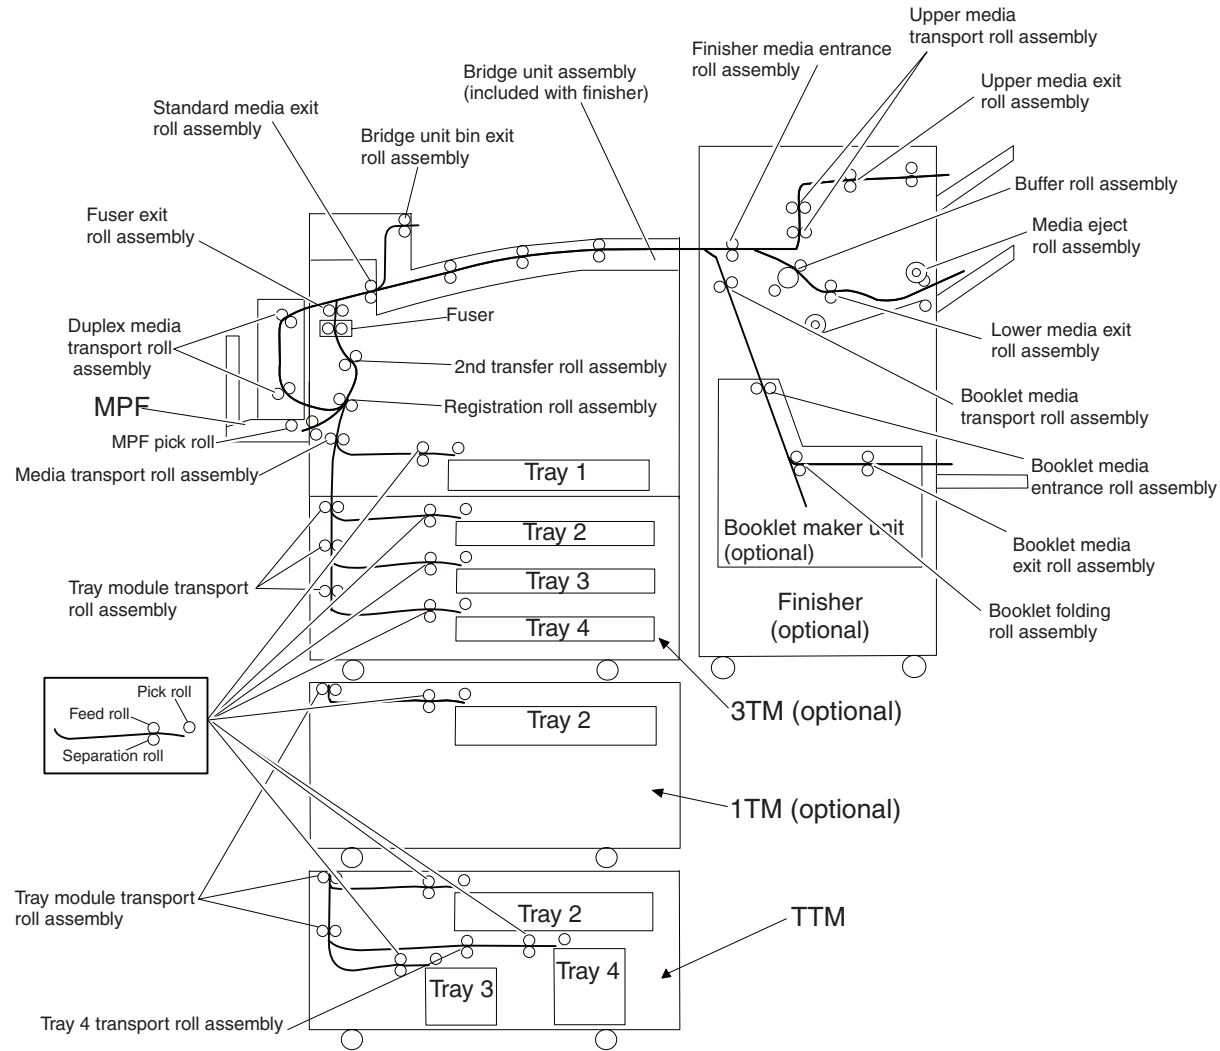 Upper media
transport roll assembly
Finisher media entrance
roll assembly
Bridge unit assembly
(included with finisher)
Upper media exit
roll assembly
Standard media exit
roll assembly
Bridge unit bin exit
roll assembly
Buffer roll assembly
Fuser exit
roll assembly
Media eject
roll assembly
Fuser
Duplex media
transport roll
assembly
Lower media exit
roll assembly
2nd transfer roll assembly
MPF
Registration roll assembly
Booklet media
transport roll assembly
MPF pick roll
Media transport roll assembly
Tray 1
Booklet media
entrance roll assembly
Tray 2
Booklet maker unit
(optional)
Booklet media
exit roll assembly
Tray module transport
roll assembly
Tray 3
Finisher
(optional)
Booklet folding
roll assembly
Tray 4
Pick roll
Feed roll
Separation roll
3TM (optional)
Tray 2
1TM (optional)
Tray module transport
roll assembly
Tray 2
TTM
Tray 4
Tray 3
Tray 4 transport roll assembly